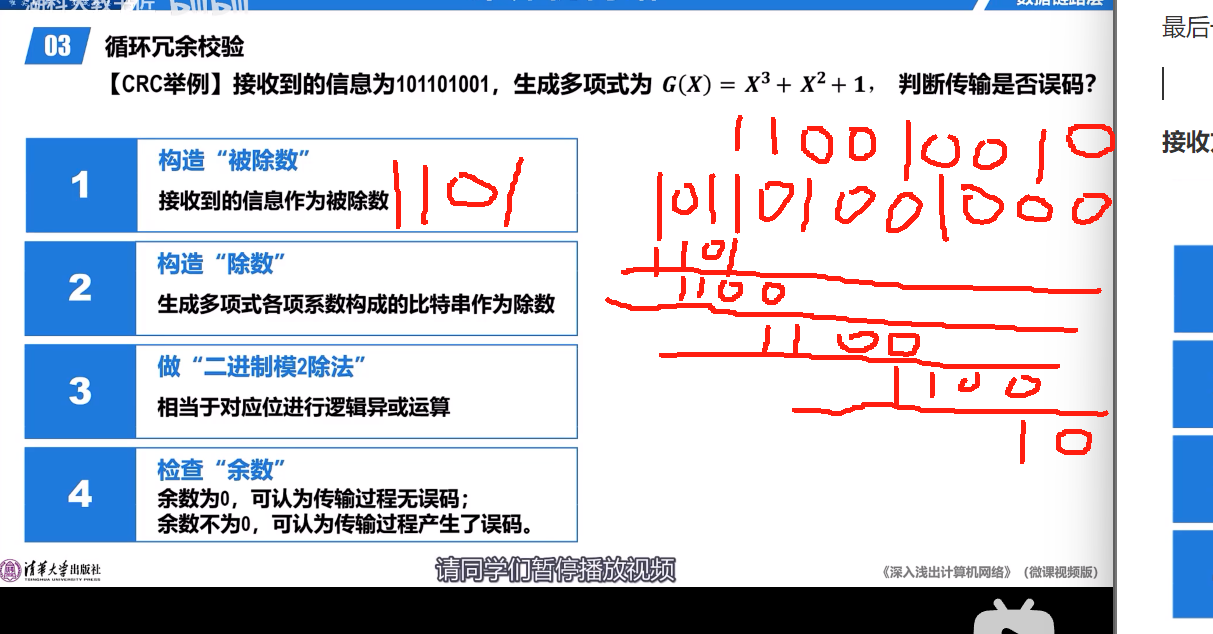 数据链路层
03 循环冗余校验
【CRC举例】接收到的信息为101101001，生成多项式为 G(X) = X³ + X² + 1， 判断传输是否误码？
1
构造“被除数”
接收到的信息作为被除数
1101
2
构造“除数”
生成多项式各项系数构成的比特串作为除数
3
做“二进制模2除法”
相当于对应位进行逻辑异或运算
4
检查“余数”
余数为0，可认为传输过程无误码；
余数不为0，可认为传输过程产生了误码。
110010010
101101001000
1101
1100
1100
1100
10
清华大学出版社
TSINGHUA UNIVERSITY PRESS
请同学们暂停播放视频
《深入浅出计算机网络》（微课视频版）
最后
接收